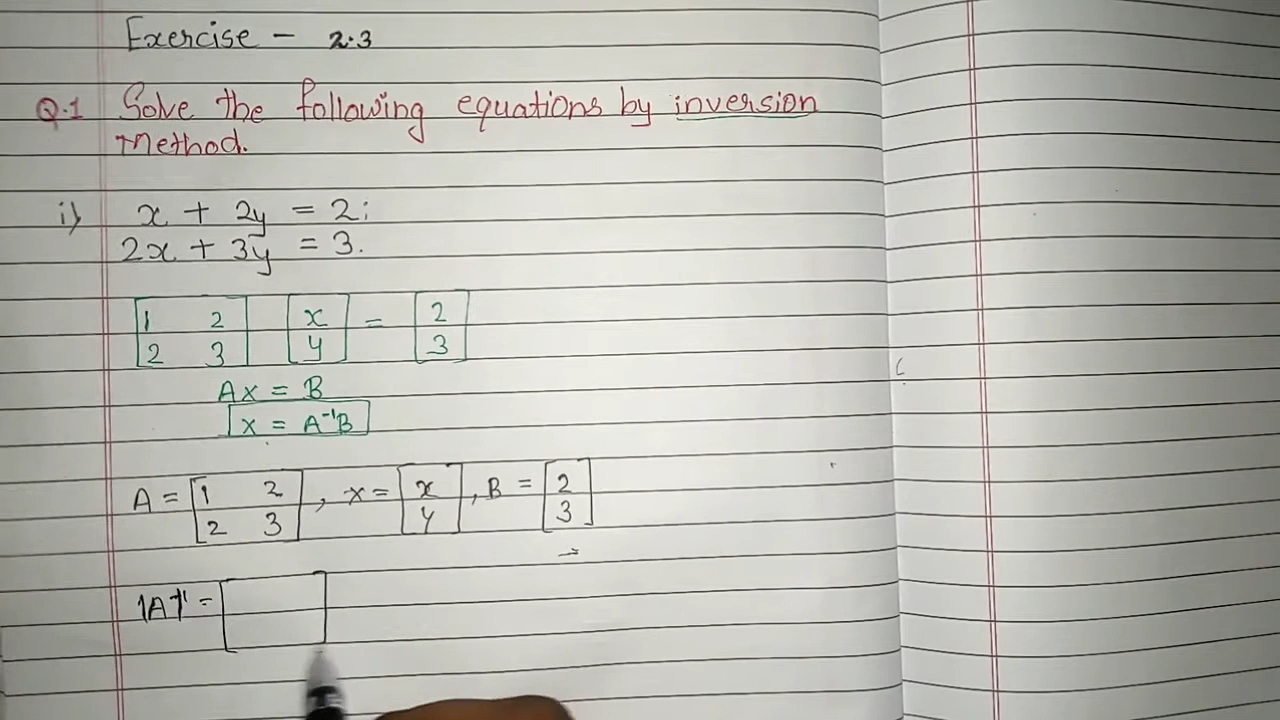 Exercise - 2.3
Q.1 Solve the following equations by inversion
Method.
i) x + 2y = 2;
2x + 3y = 3.
[1 2 [x = [2
2 3] y] 3]
Ax = B
x = A⁻¹B
A = [1 2 , x = [x , B = [2
2 3] y] 3]
|A| =